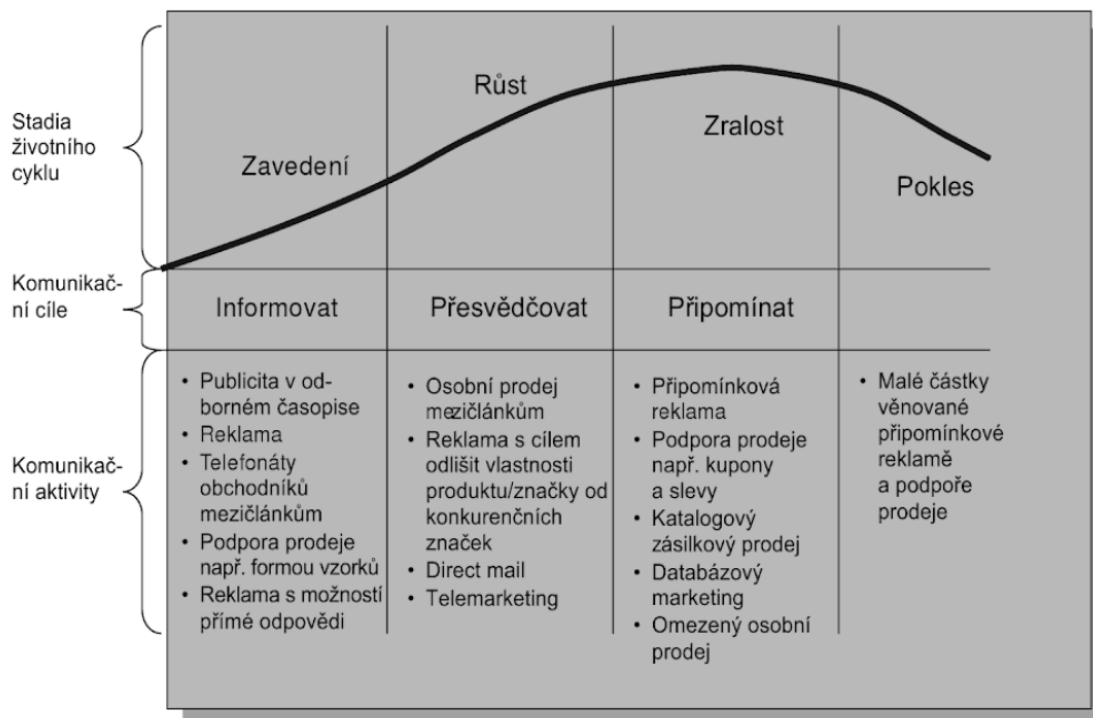 Stadia
životního
cyklu
Zavedení
Růst
Zralost
Pokles
Komunikač-
ní cíle
Informovat
Přesvědčovat
Připomínat
Komunikač-
ní aktivity
• Publicita v od-
borném časopise
• Reklama
• Telefonáty
obchodníků
mezičlánkům
• Podpora prodeje
např. formou vzorků
• Reklama s možností
přímé odpovědi
• Osobní prodej
mezičlánkům
• Reklama s cílem
odlišit vlastnosti
produktu/značky od
konkurenčních
značek
• Direct mail
• Telemarketing
• Připomínková
reklama
• Podpora prodeje
např. kupony
a slevy
• Katalogový
zásilkový prodej
• Databázový
marketing
• Omezený osobní
prodej
• Malé částky
věnované
připomínkové
reklamě
a podpoře
prodeje